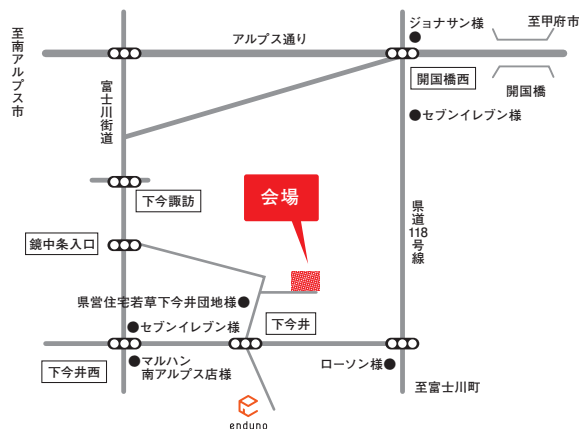 ジョナサン様
至甲府市
アルプス通り
至南アルプス市
開国橋西
開国橋
富士川街道
セブンイレブン様
下今諏訪
会場
県道118号線
鏡中条入口
県営住宅若草下今井団地様
セブンイレブン様
下今井
下今井西
マルハン
南アルプス店様
ローソン様
至富士川町
enduno